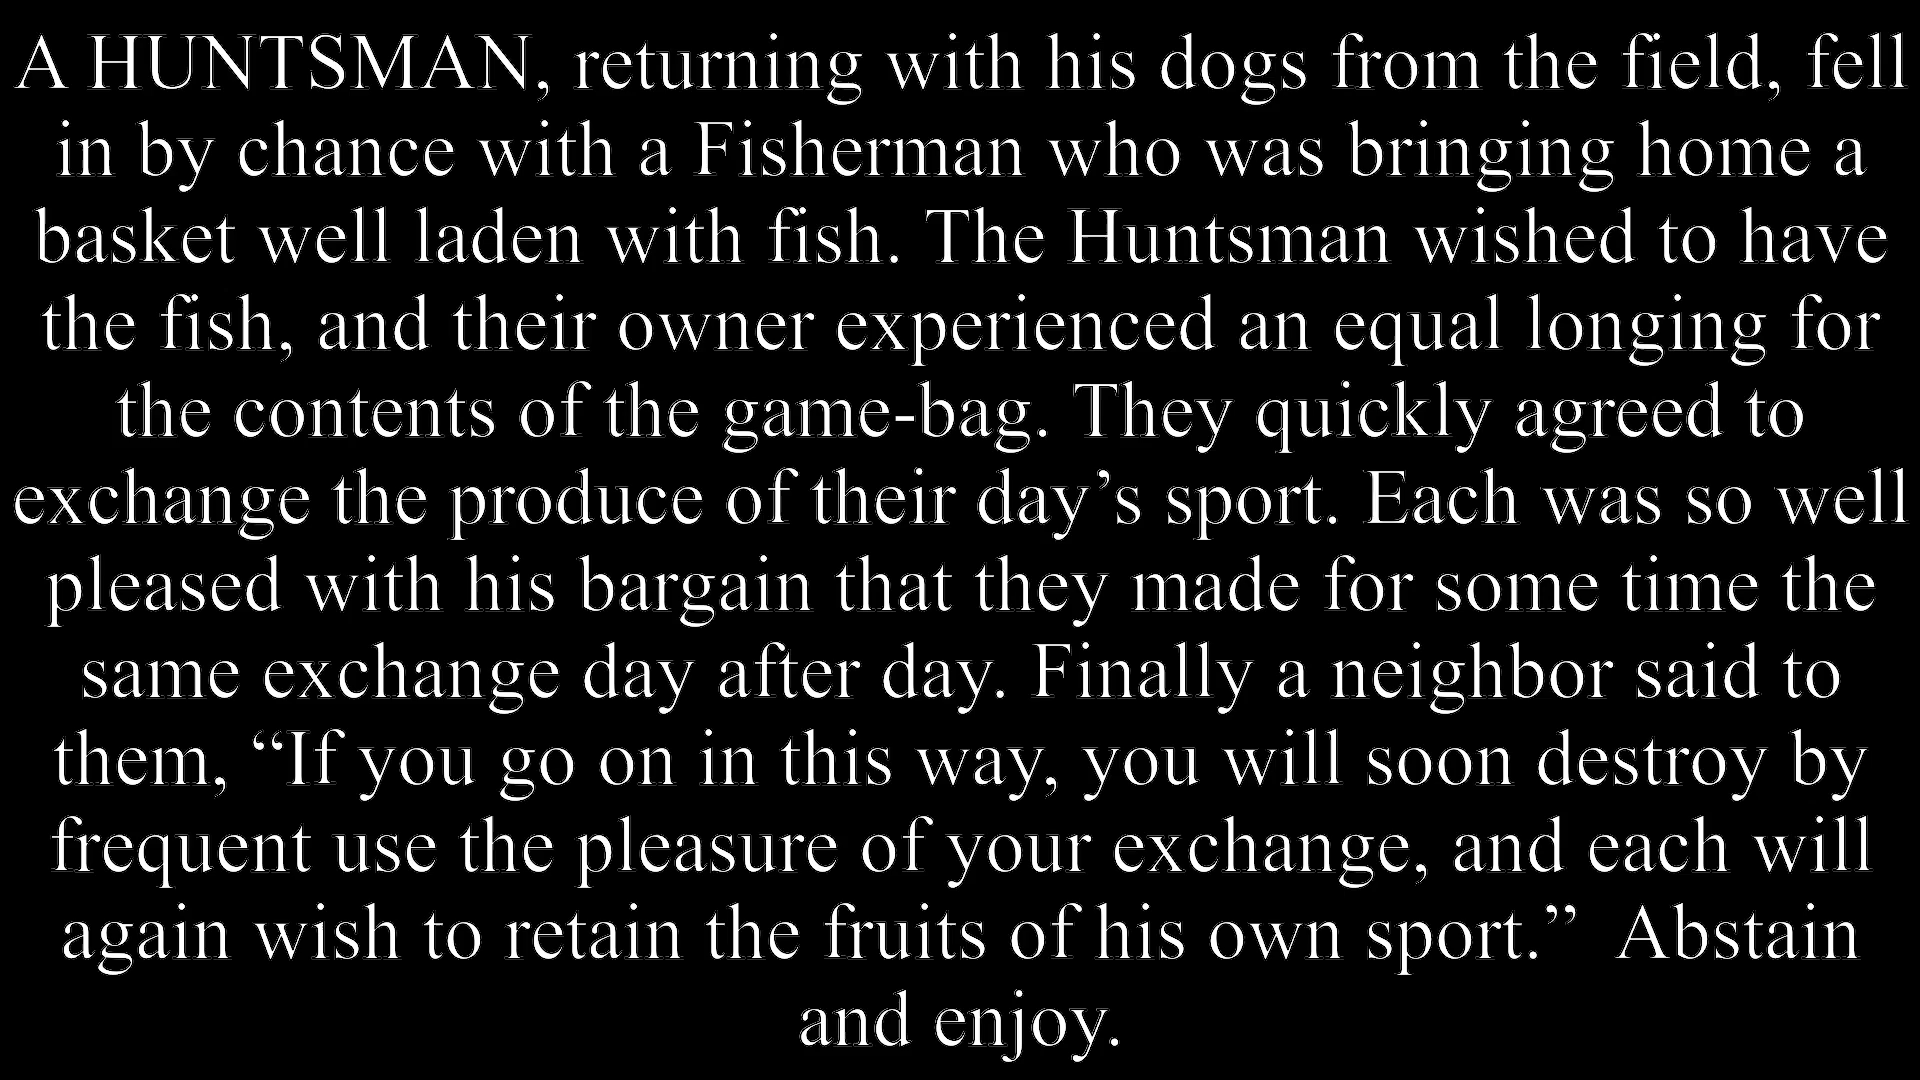 A HUNTSMAN, returning with his dogs from the field, fell
in by chance with a Fisherman who was bringing home a
basket well laden with fish. The Huntsman wished to have
the fish, and their owner experienced an equal longing for
the contents of the game-bag. They quickly agreed to
exchange the produce of their day’s sport. Each was so well
pleased with his bargain that they made for some time the
same exchange day after day. Finally a neighbor said to
them, “If you go on in this way, you will soon destroy by
frequent use the pleasure of your exchange, and each will
again wish to retain the fruits of his own sport.”  Abstain
and enjoy.